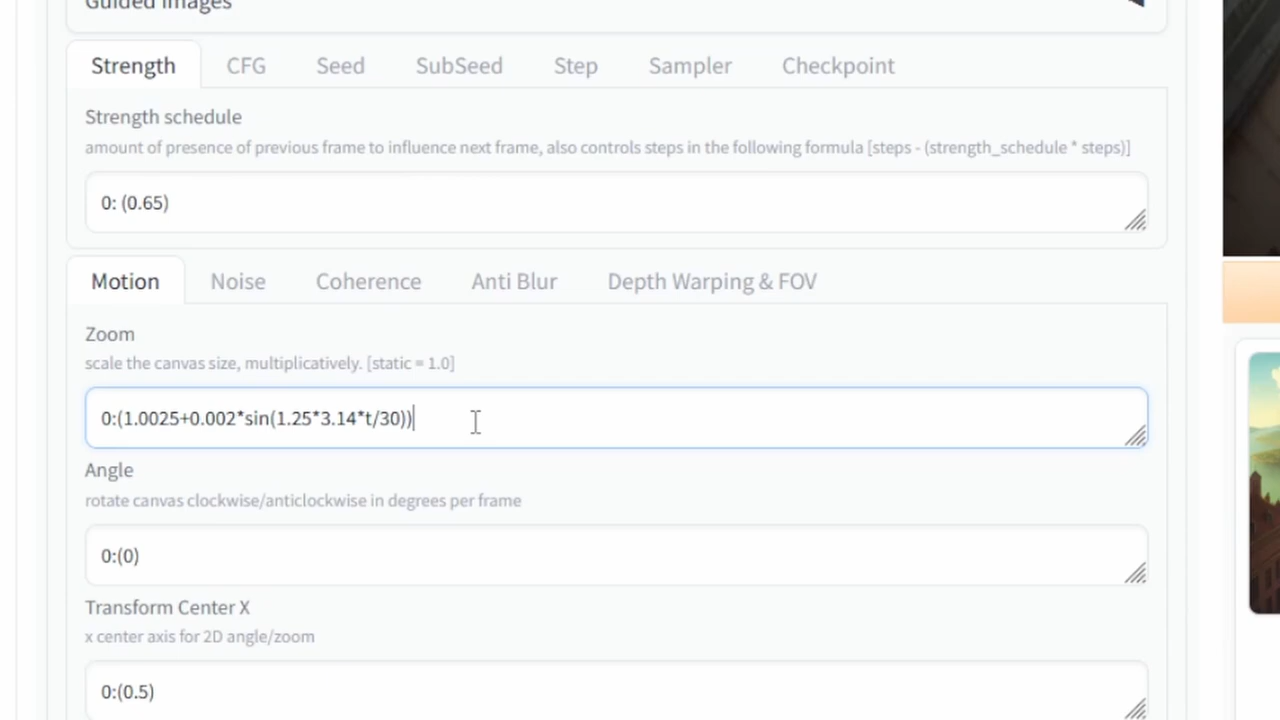 Guided Images
Strength CFG Seed SubSeed Step Sampler Checkpoint
Strength schedule
amount of presence of previous frame to influence next frame, also controls steps in the following formula [steps - (strength_schedule * steps)]
0: (0.65)
Motion Noise Coherence Anti Blur Depth Warping & FOV
Zoom
scale the canvas size, multiplicatively. [static = 1.0]
0:(1.0025+0.002*sin(1.25*3.14*t/30))
Angle
rotate canvas clockwise/anticlockwise in degrees per frame
0:(0)
Transform Center X
x center axis for 2D angle/zoom
0:(0.5)